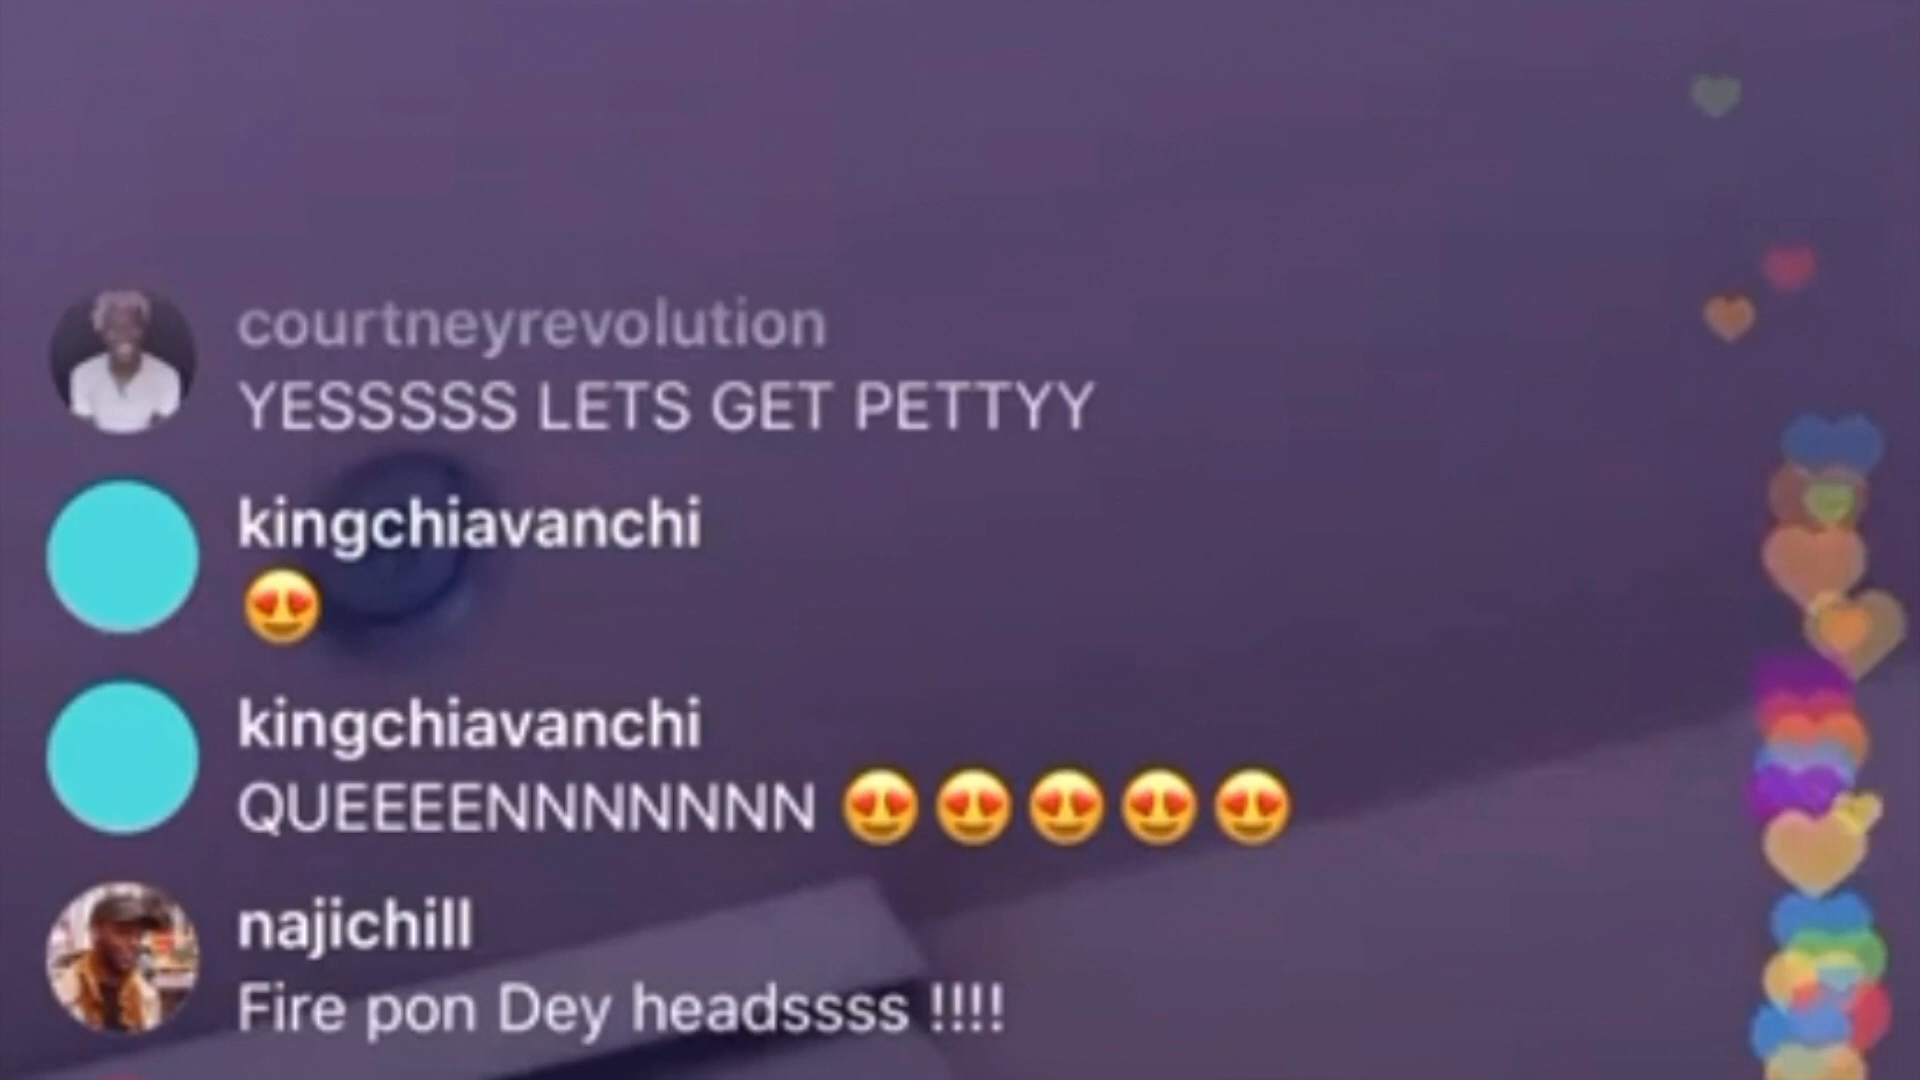 courtneyrevolution
YESSSSS LETS GET PETTYY
kingchiavanchi
😍
kingchiavanchi
QUEEEENNNNNNN 😍😍😍😍😍
najichill
Fire pon Dey headssss !!!!